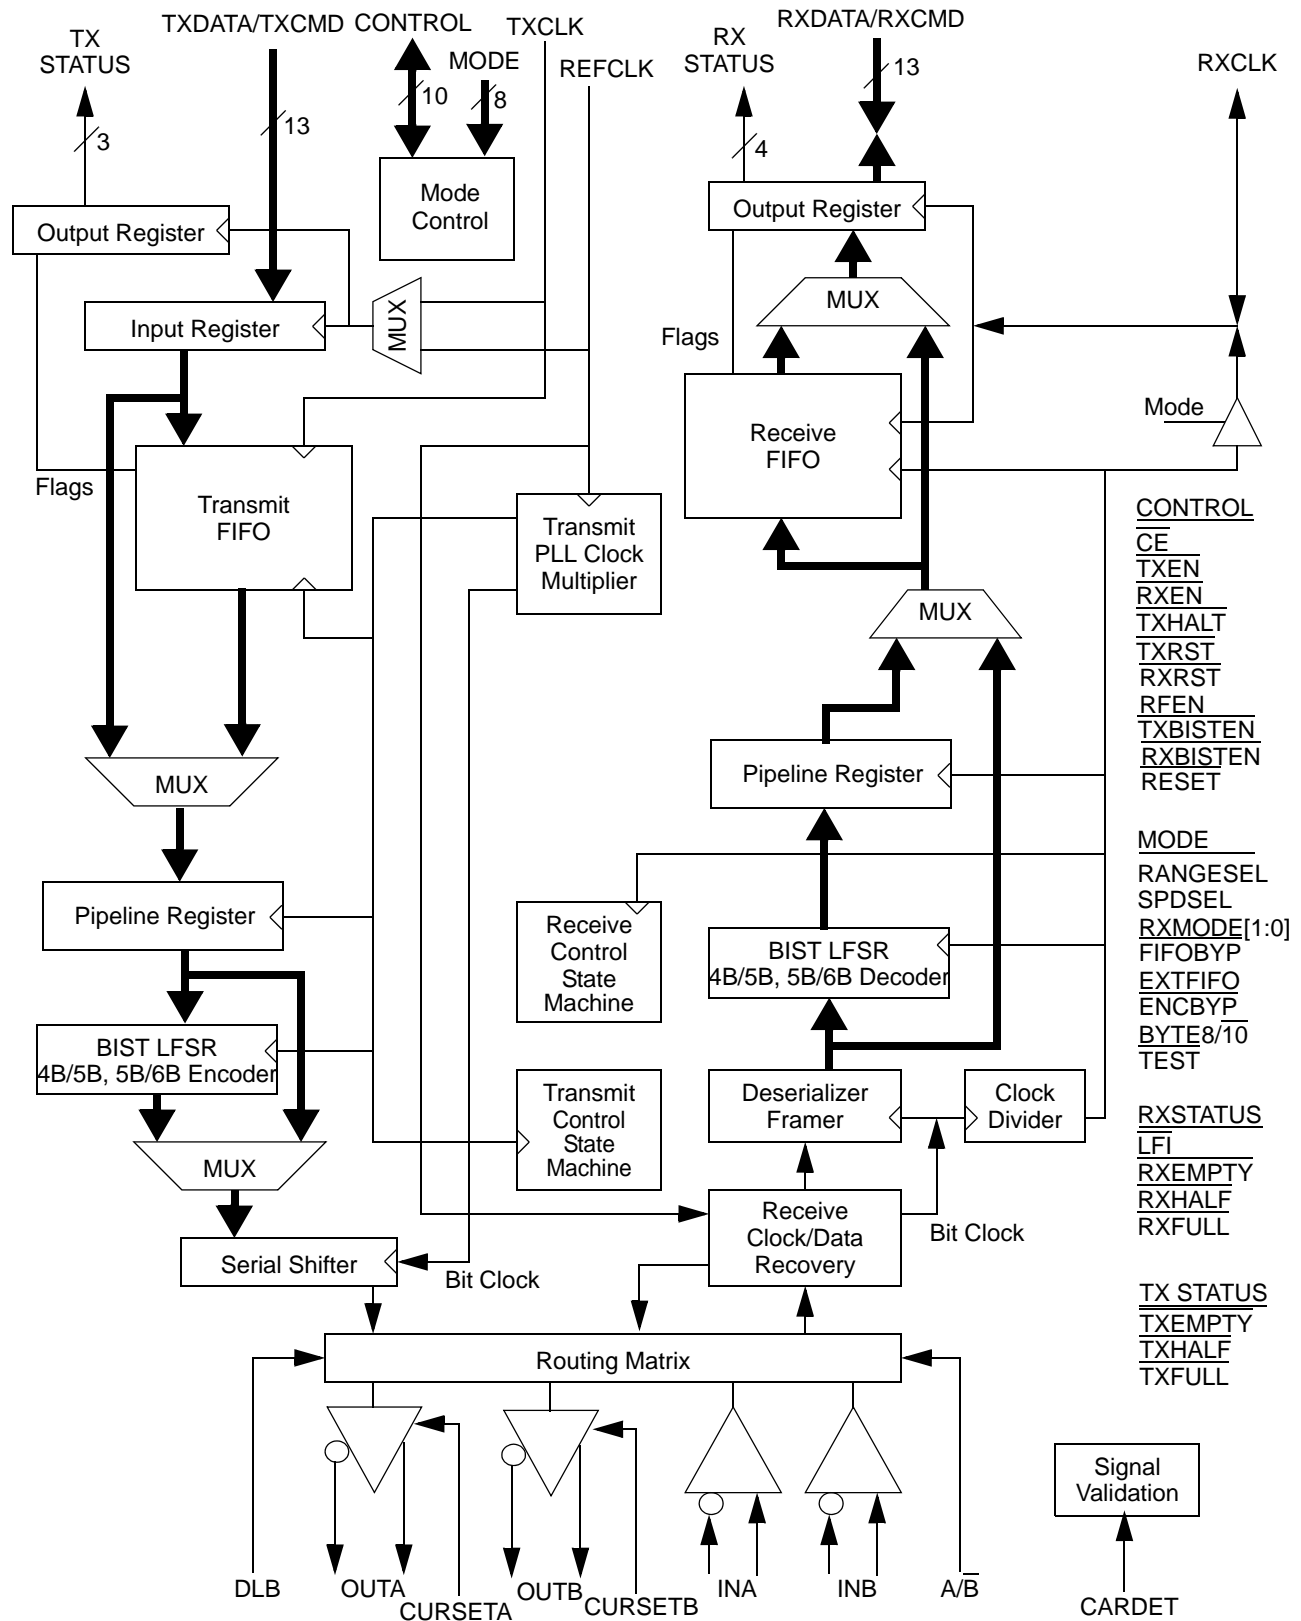 TXDATA/TXCMD
CONTROL
TXCLK
RXDATA/RXCMD
TX
STATUS
MODE
REFCLK
RX
STATUS
RXCLK
3
13
10
8
4
13
Mode
Control
Output Register
Output Register
Input Register
MUX
MUX
Flags
Mode
Receive
FIFO
Flags
Transmit
FIFO
Transmit
PLL Clock
Multiplier
MUX
MUX
Pipeline Register
Pipeline Register
Receive
Control
State
Machine
BIST LFSR
4B/5B, 5B/6B Decoder
BIST LFSR
4B/5B, 5B/6B Encoder
Transmit
Control
State
Machine
Deserializer
Framer
Clock
Divider
MUX
Receive
Clock/Data
Recovery
Bit Clock
Serial Shifter
Bit Clock
Routing Matrix
DLB
OUTA
CURSETA
OUTB
CURSETB
INA
INB
A/B̅
Signal
Validation
CARDET
CONTROL
CE
TXEN
RXEN
TXHALT
TXRST
RXRST
RFEN
TXBISTEN
RXBISTEN
RESET
MODE
RANGESEL
SPDSEL
RXMODE[1:0]
FIFOBYP
EXTFIFO
ENCBYP
BYTE8/10
TEST
RXSTATUS
LFI
RXEMPTY
RXHALF
RXFULL
TX STATUS
TXEMPTY
TXHALF
TXFULL